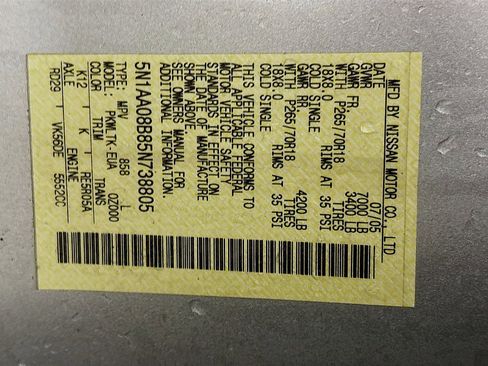 MFD BY NISSAN MOTOR CO., LTD.
DATE 07/05
GVWR 7000 LB
GAWR FR 3400 LB
WITH P265/70R18 TIRES
18X8.0 RIMS AT 35 PSI
COLD SINGLE
GAWR RR 4200 LB
WITH P265/70R18 TIRES
18X8.0 RIMS AT 35 PSI
COLD SINGLE
THIS VEHICLE CONFORMS TO
ALL APPLICABLE FEDERAL
MOTOR VEHICLE SAFETY
STANDARDS IN EFFECT ON
THE DATE OF MANUFACTURE
SHOWN ABOVE.
SEE OWNERS MANUAL FOR
ADDITIONAL INFORMATION.
5N1AA08B85N738805
TYPE: MPV 858 L
MODEL: PKWLTK-EUA 0Z000
COLOR TRIM TRANS
KY12 K RE5R05A
AXLE ENGINE
R029 VK56DE 5552CC